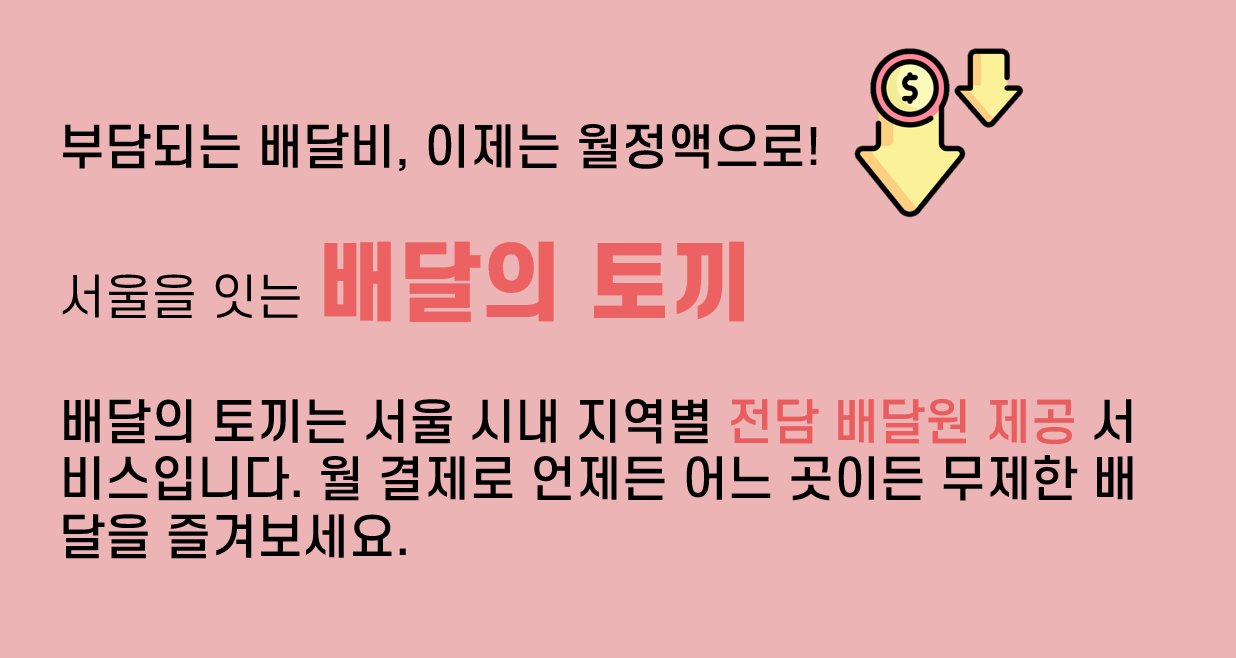 부담되는 배달비, 이제는 월정액으로!
$
서울을 잇는 배달의 토끼
배달의 토끼는 서울 시내 지역별 전담 배달원 제공 서
비스입니다. 월 결제로 언제든 어느 곳이든 무제한 배
달을 즐겨보세요.